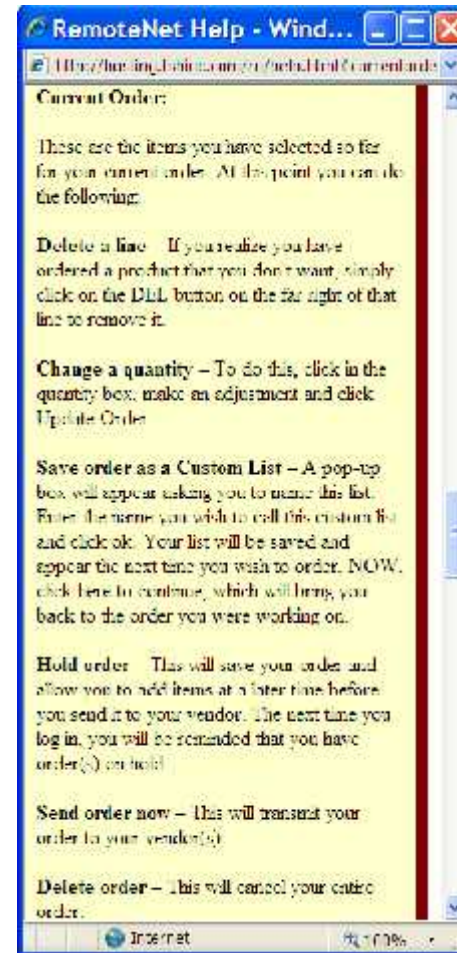 RemoteNet Help - Wind...
Current Order:
These are the items you have selected so far
for your current order. At this point you can do
the following:
Delete a line – If you realize you have
ordered a product that you don't want, simply
click on the DEL button on the far right of that
line to remove it.
Change a quantity – To do this, click in the
quantity box, make an adjustment and click
Update Order
Save order as a Custom List – A pop-up
box will appear asking you to name this list.
Enter the name you wish to call this custom list
and click ok. Your list will be saved and
appear the next time you wish to order. NOW,
click here to continue, which will bring you
back to the order you were working on.
Hold order – This will save your order and
allow you to add items at a later time before
you send it to your vendor. The next time you
log in, you will be reminded that you have
order(s) on hold
Send order now – This will transmit your
order to your vendor(s)
Delete order – This will cancel your entire
order.
Internet
100%